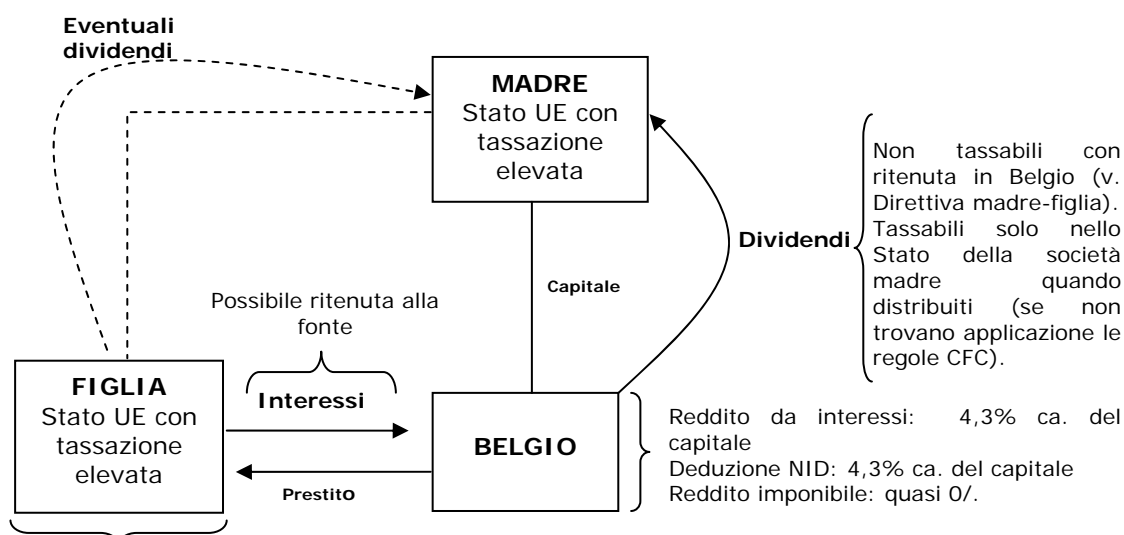 Eventuali
dividendi
MADRE
Stato UE con
tassazione
elevata
Non tassabili con
ritenuta in Belgio (v.
Direttiva madre-figlia).
Tassabili solo nello
Stato della società
madre quando
distribuiti (se non
trovano applicazione le
regole CFC).
Dividendi
Capitale
Possibile ritenuta alla
fonte
FIGLIA
Stato UE con
tassazione
elevata
Interessi
Prestito
BELGIO
Reddito da interessi: 4,3% ca. del
capitale
Deduzione NID: 4,3% ca. del capitale
Reddito imponibile: quasi 0/.